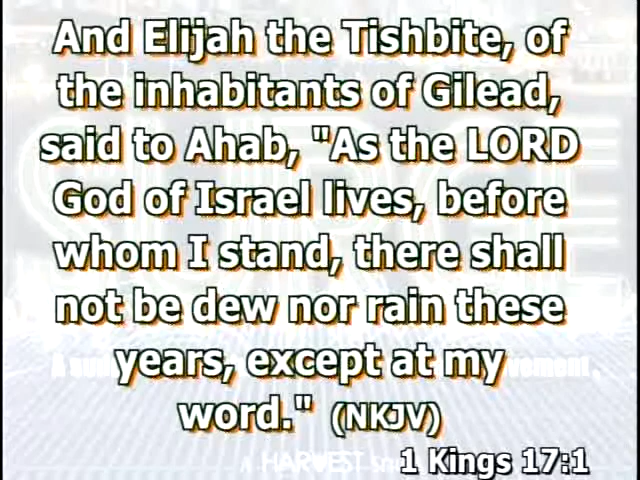 And Elijah the Tishbite, of
the inhabitants of Gilead,
said to Ahab, "As the LORD
God of Israel lives, before
whom I stand, there shall
not be dew nor rain these
years, except at my
word." (NKJV)
1 Kings 17:1
A HARVEST